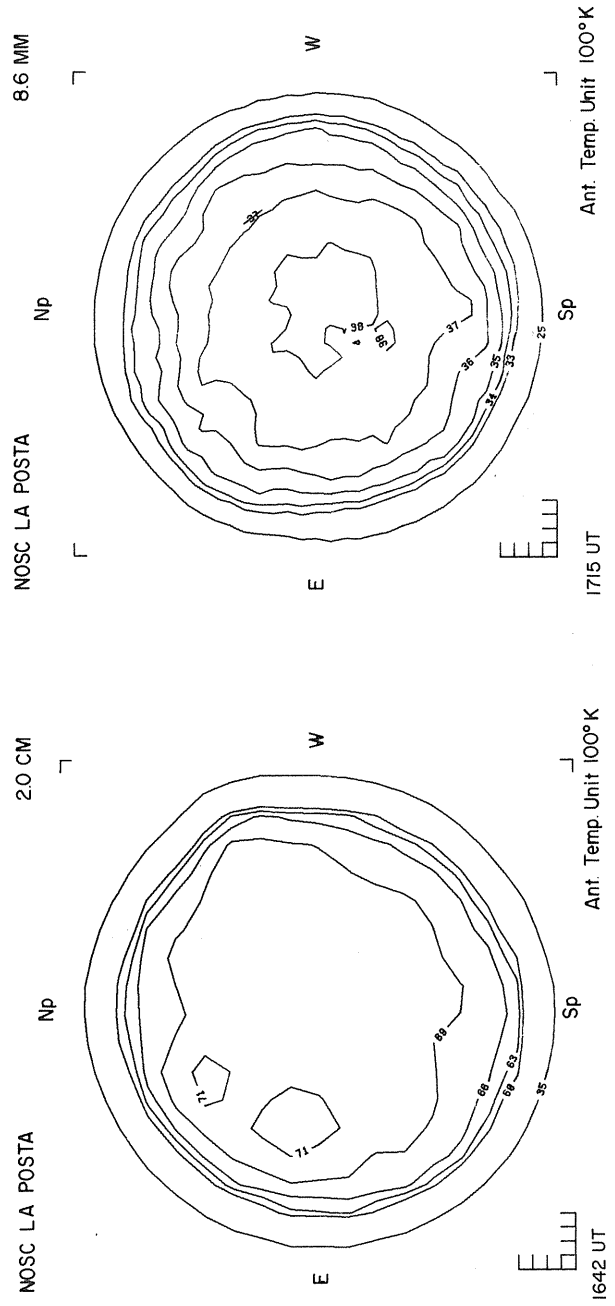 NOSC LA POSTA 2.0 CM
Np
E
W
71
71
69
66
63
35
Sp
1642 UT Ant. Temp. Unit 100°K
NOSC LA POSTA 8.6 MM
Np
E
W
37
38
38
37
36
35
34
33
25
Sp
1715 UT Ant. Temp. Unit 100°K